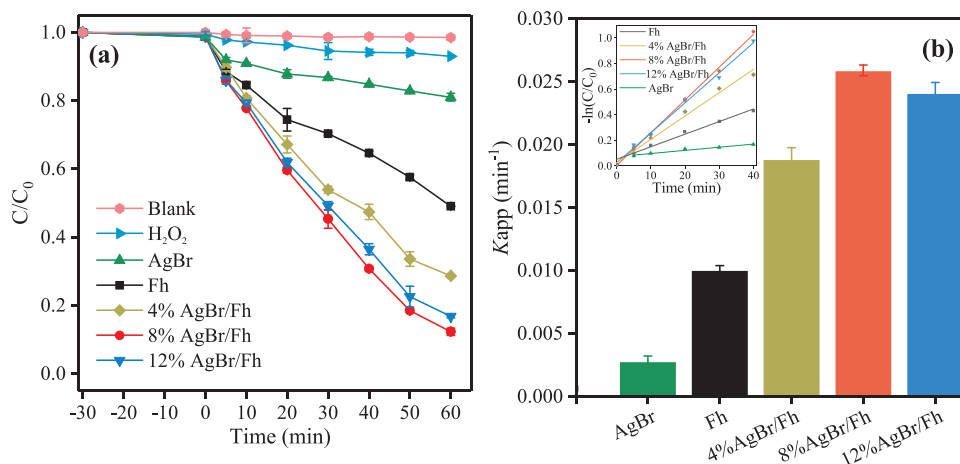 (a)
C/C₀
1.0
0.8
0.6
0.4
0.2
0.0
Blank
H₂O₂
AgBr
Fh
4% AgBr/Fh
8% AgBr/Fh
12% AgBr/Fh
-30 -20 -10 0 10 20 30 40 50 60
Time (min)
(b)
Kapp (min⁻¹)
0.030
0.025
0.020
0.015
0.010
0.005
0.000
AgBr Fh 4%AgBr/Fh 8%AgBr/Fh 12%AgBr/Fh
-ln(C/C₀)
1.0
0.8
0.6
0.4
0.2
0.0
Fh
4% AgBr/Fh
8% AgBr/Fh
12% AgBr/Fh
AgBr
0 10 20 30 40
Time (min)